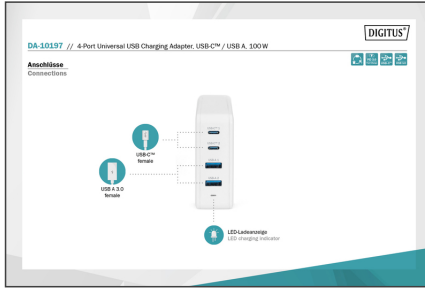 DIGITUS®
DA-10197 // 4-Port Universal USB Charging Adapter, USB-C™ / USB A, 100 W
Anschlüsse
Connections
USB-C™
female
USB A 3.0
female
LED-Ladeanzeige
LED charging indicator